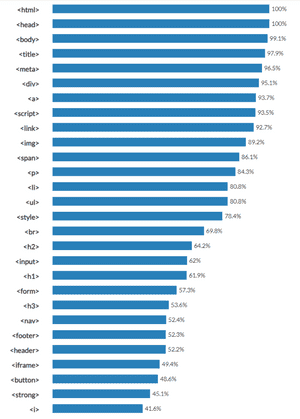 <html> 100%
<head> 100%
<body> 99.1%
<title> 97.9%
<meta> 96.5%
<div> 95.1%
<a> 93.7%
<script> 93.5%
<link> 92.7%
<img> 89.2%
<span> 86.1%
<p> 84.3%
<li> 80.8%
<ul> 80.8%
<style> 78.4%
<br> 69.8%
<h2> 64.2%
<input> 62%
<h1> 61.9%
<form> 57.3%
<h3> 53.6%
<nav> 52.4%
<footer> 52.3%
<header> 52.2%
<iframe> 49.4%
<button> 48.6%
<strong> 45.1%
<i> 41.6%